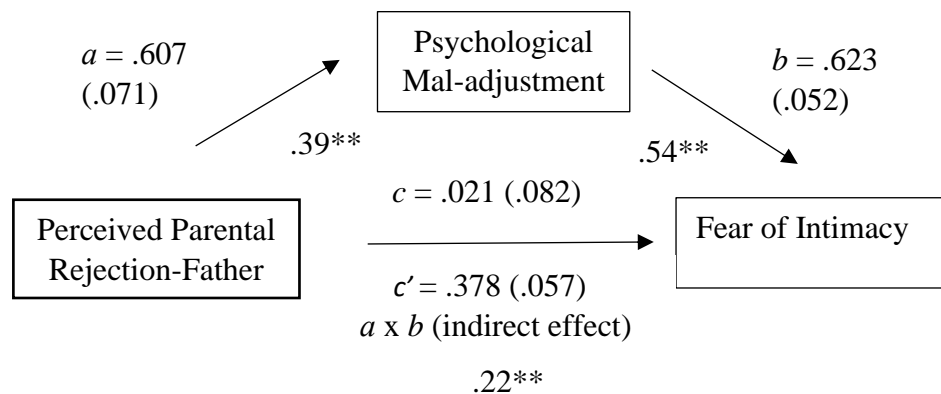 a = .607
(.071)
Psychological
Mal-adjustment
b = .623
(.052)
.39**
.54**
c = .021 (.082)
Perceived Parental
Rejection-Father
Fear of Intimacy
c′ = .378 (.057)
a x b (indirect effect)
.22**